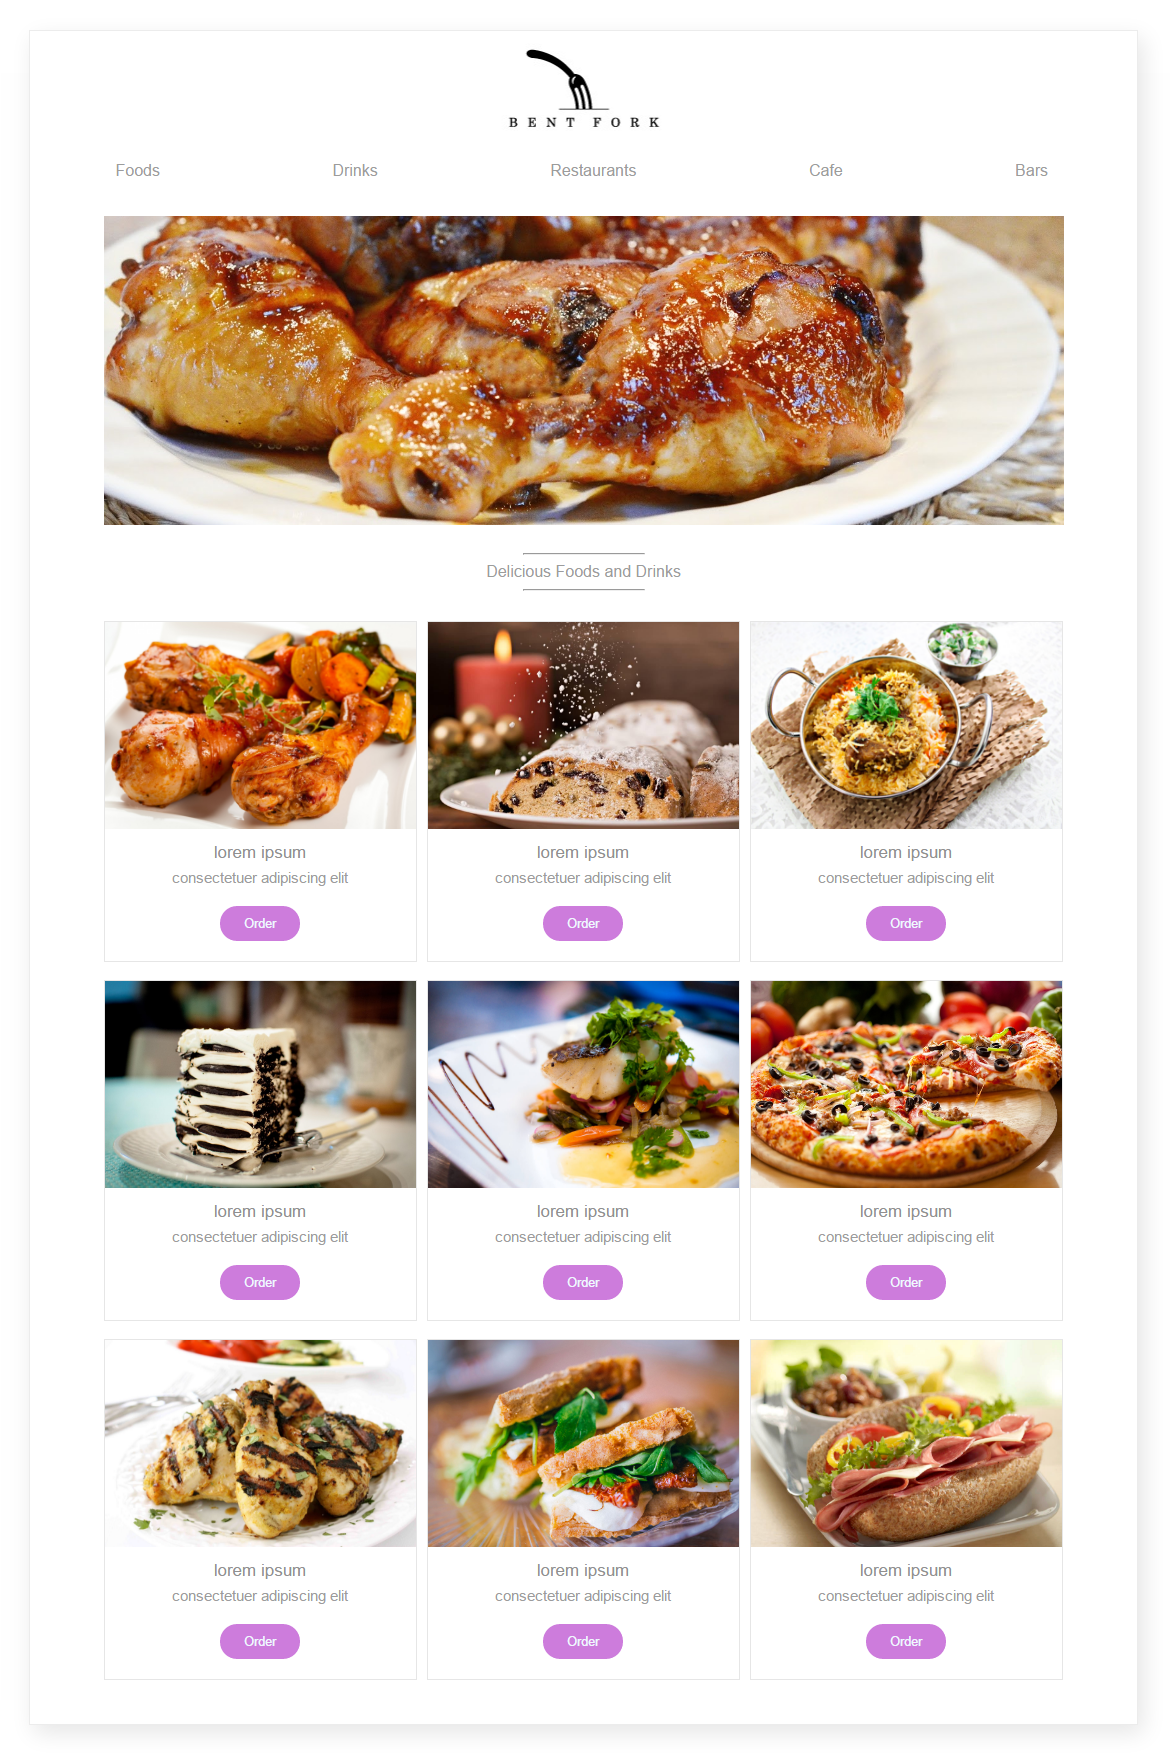 BENT FORK
Foods Drinks Restaurants Cafe Bars
Delicious Foods and Drinks
lorem ipsum lorem ipsum lorem ipsum
consectetuer adipiscing elit consectetuer adipiscing elit consectetuer adipiscing elit
Order Order Order
lorem ipsum lorem ipsum lorem ipsum
consectetuer adipiscing elit consectetuer adipiscing elit consectetuer adipiscing elit
Order Order Order
lorem ipsum lorem ipsum lorem ipsum
consectetuer adipiscing elit consectetuer adipiscing elit consectetuer adipiscing elit
Order Order Order